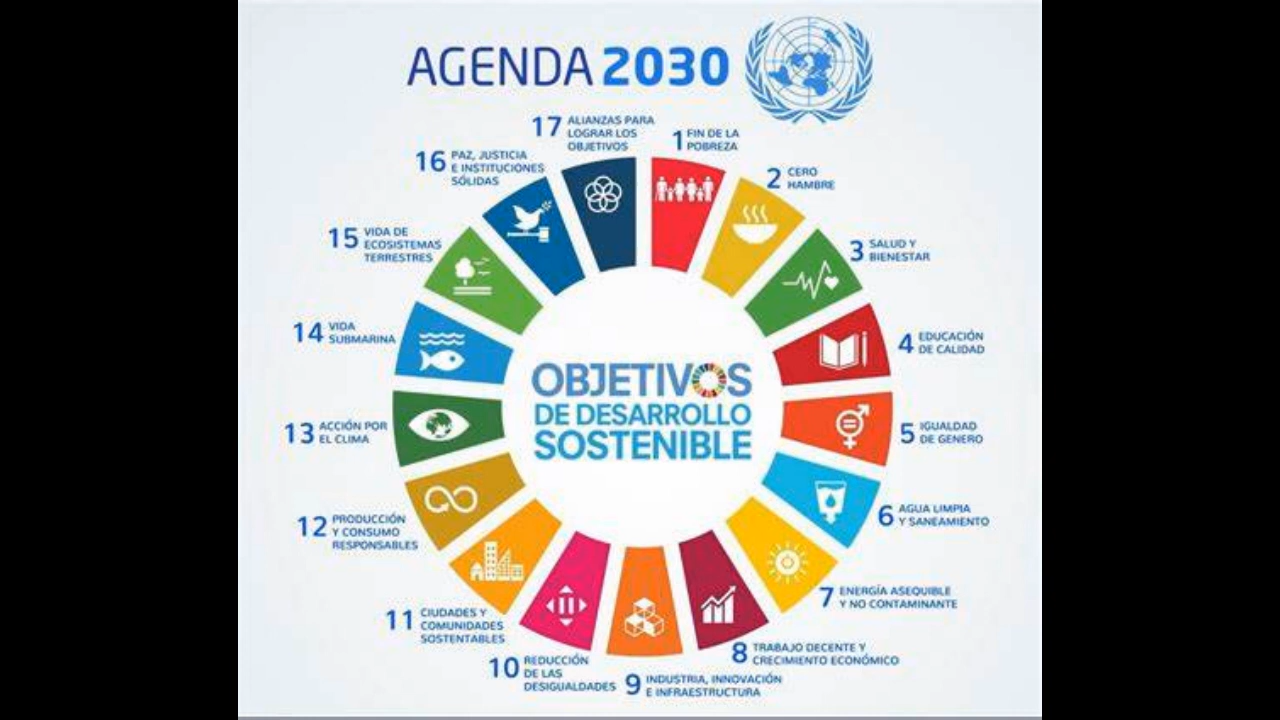 AGENDA 2030
1 FIN DE LA
POBREZA
2 CERO
HAMBRE
3 SALUD Y
BIENESTAR
4 EDUCACIÓN
DE CALIDAD
5 IGUALDAD
DE GENERO
6 AGUA LIMPIA
Y SANEAMIENTO
7 ENERGÍA ASEQUIBLE
Y NO CONTAMINANTE
8 TRABAJO DECENTE Y
CRECIMIENTO ECONÓMICO
9 INDUSTRIA, INNOVACIÓN
E INFRAESTRUCTURA
10 REDUCCIÓN
DE LAS
DESIGUALDADES
11 CIUDADES Y
COMUNIDADES
SOSTENTABLES
12 PRODUCCIÓN
Y CONSUMO
RESPONSABLES
13 ACCIÓN POR
EL CLIMA
14 VIDA
SUBMARINA
15 VIDA DE
ECOSISTEMAS
TERRESTRES
16 PAZ, JUSTICIA
E INSTITUCIONES
SÓLIDAS
17 ALIANZAS PARA
LOGRAR LOS
OBJETIVOS
OBJETIVOS
DE DESARROLLO
SOSTENIBLE